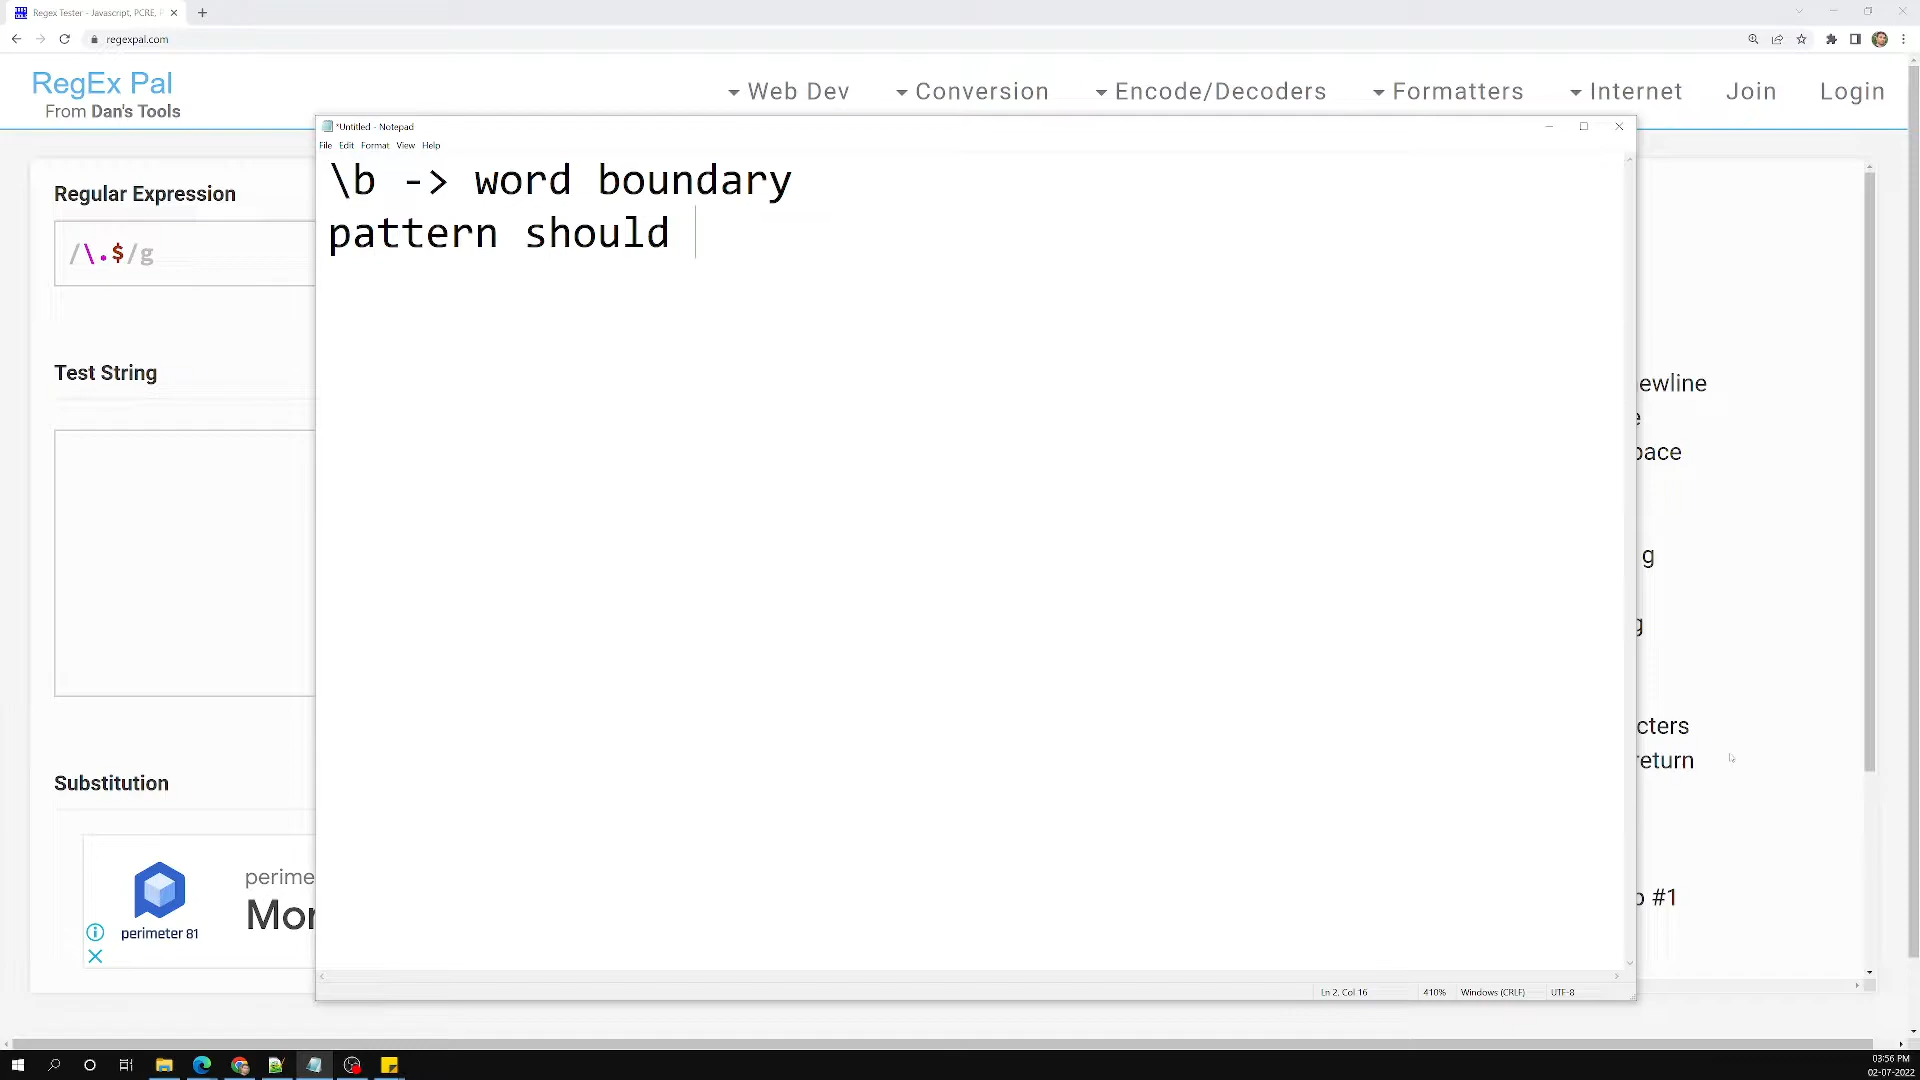 Regex Tester - Javascript, PCRE, P
regexpal.com
RegEx Pal
From Dan's Tools
Web Dev
Conversion
Encode/Decoders
Formatters
Internet
Join
Login
*Untitled - Notepad
File Edit Format View Help
\b -> word boundary
pattern should
Regular Expression
/\.$/g
Test String
ewline
e
pace
g
g
cters
return
Substitution
perime
Mor
perimeter 81
p #1
Ln 2, Col 16
410%
Windows (CRLF)
UTF-8
03:56 PM
02-07-2022